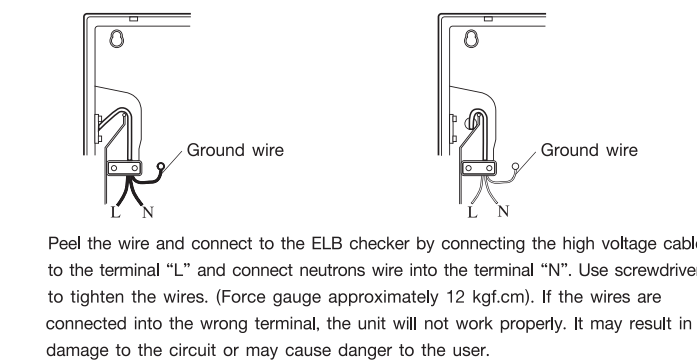 Ground wire
L N
Ground wire
L N
Peel the wire and connect to the ELB checker by connecting the high voltage cable
to the terminal “L” and connect neutrons wire into the terminal “N”. Use screwdriver
to tighten the wires. (Force gauge approximately 12 kgf.cm). If the wires are
connected into the wrong terminal, the unit will not work properly. It may result in
damage to the circuit or may cause danger to the user.